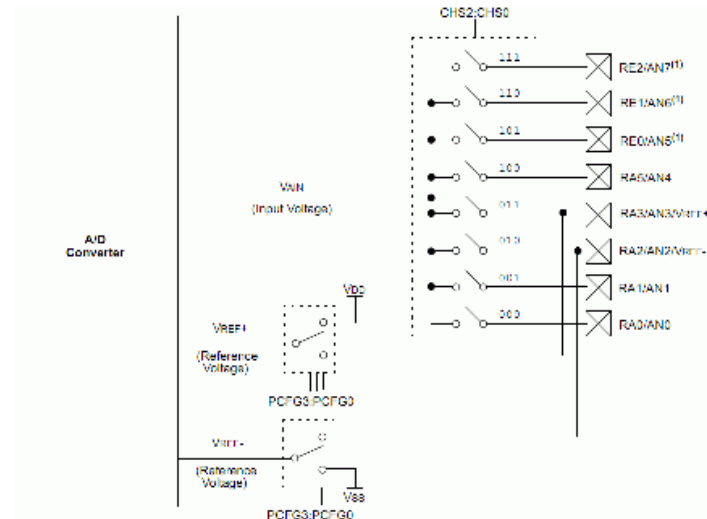 CHS2:CHS0
111
RE2/AN7(1)
110
RE1/AN6(1)
101
RE0/AN5(1)
100
RA5/AN4
VAIN
(Input Voltage)
011
RA3/AN3/VREF+
010
RA2/AN2/VREF-
A/D
Converter
001
RA1/AN1
VDD
000
RA0/AN0
VREF+
(Reference
Voltage)
PCFG3:PCFG0
VREF-
(Reference
Voltage)
VSS
PCFG3:PCFG0